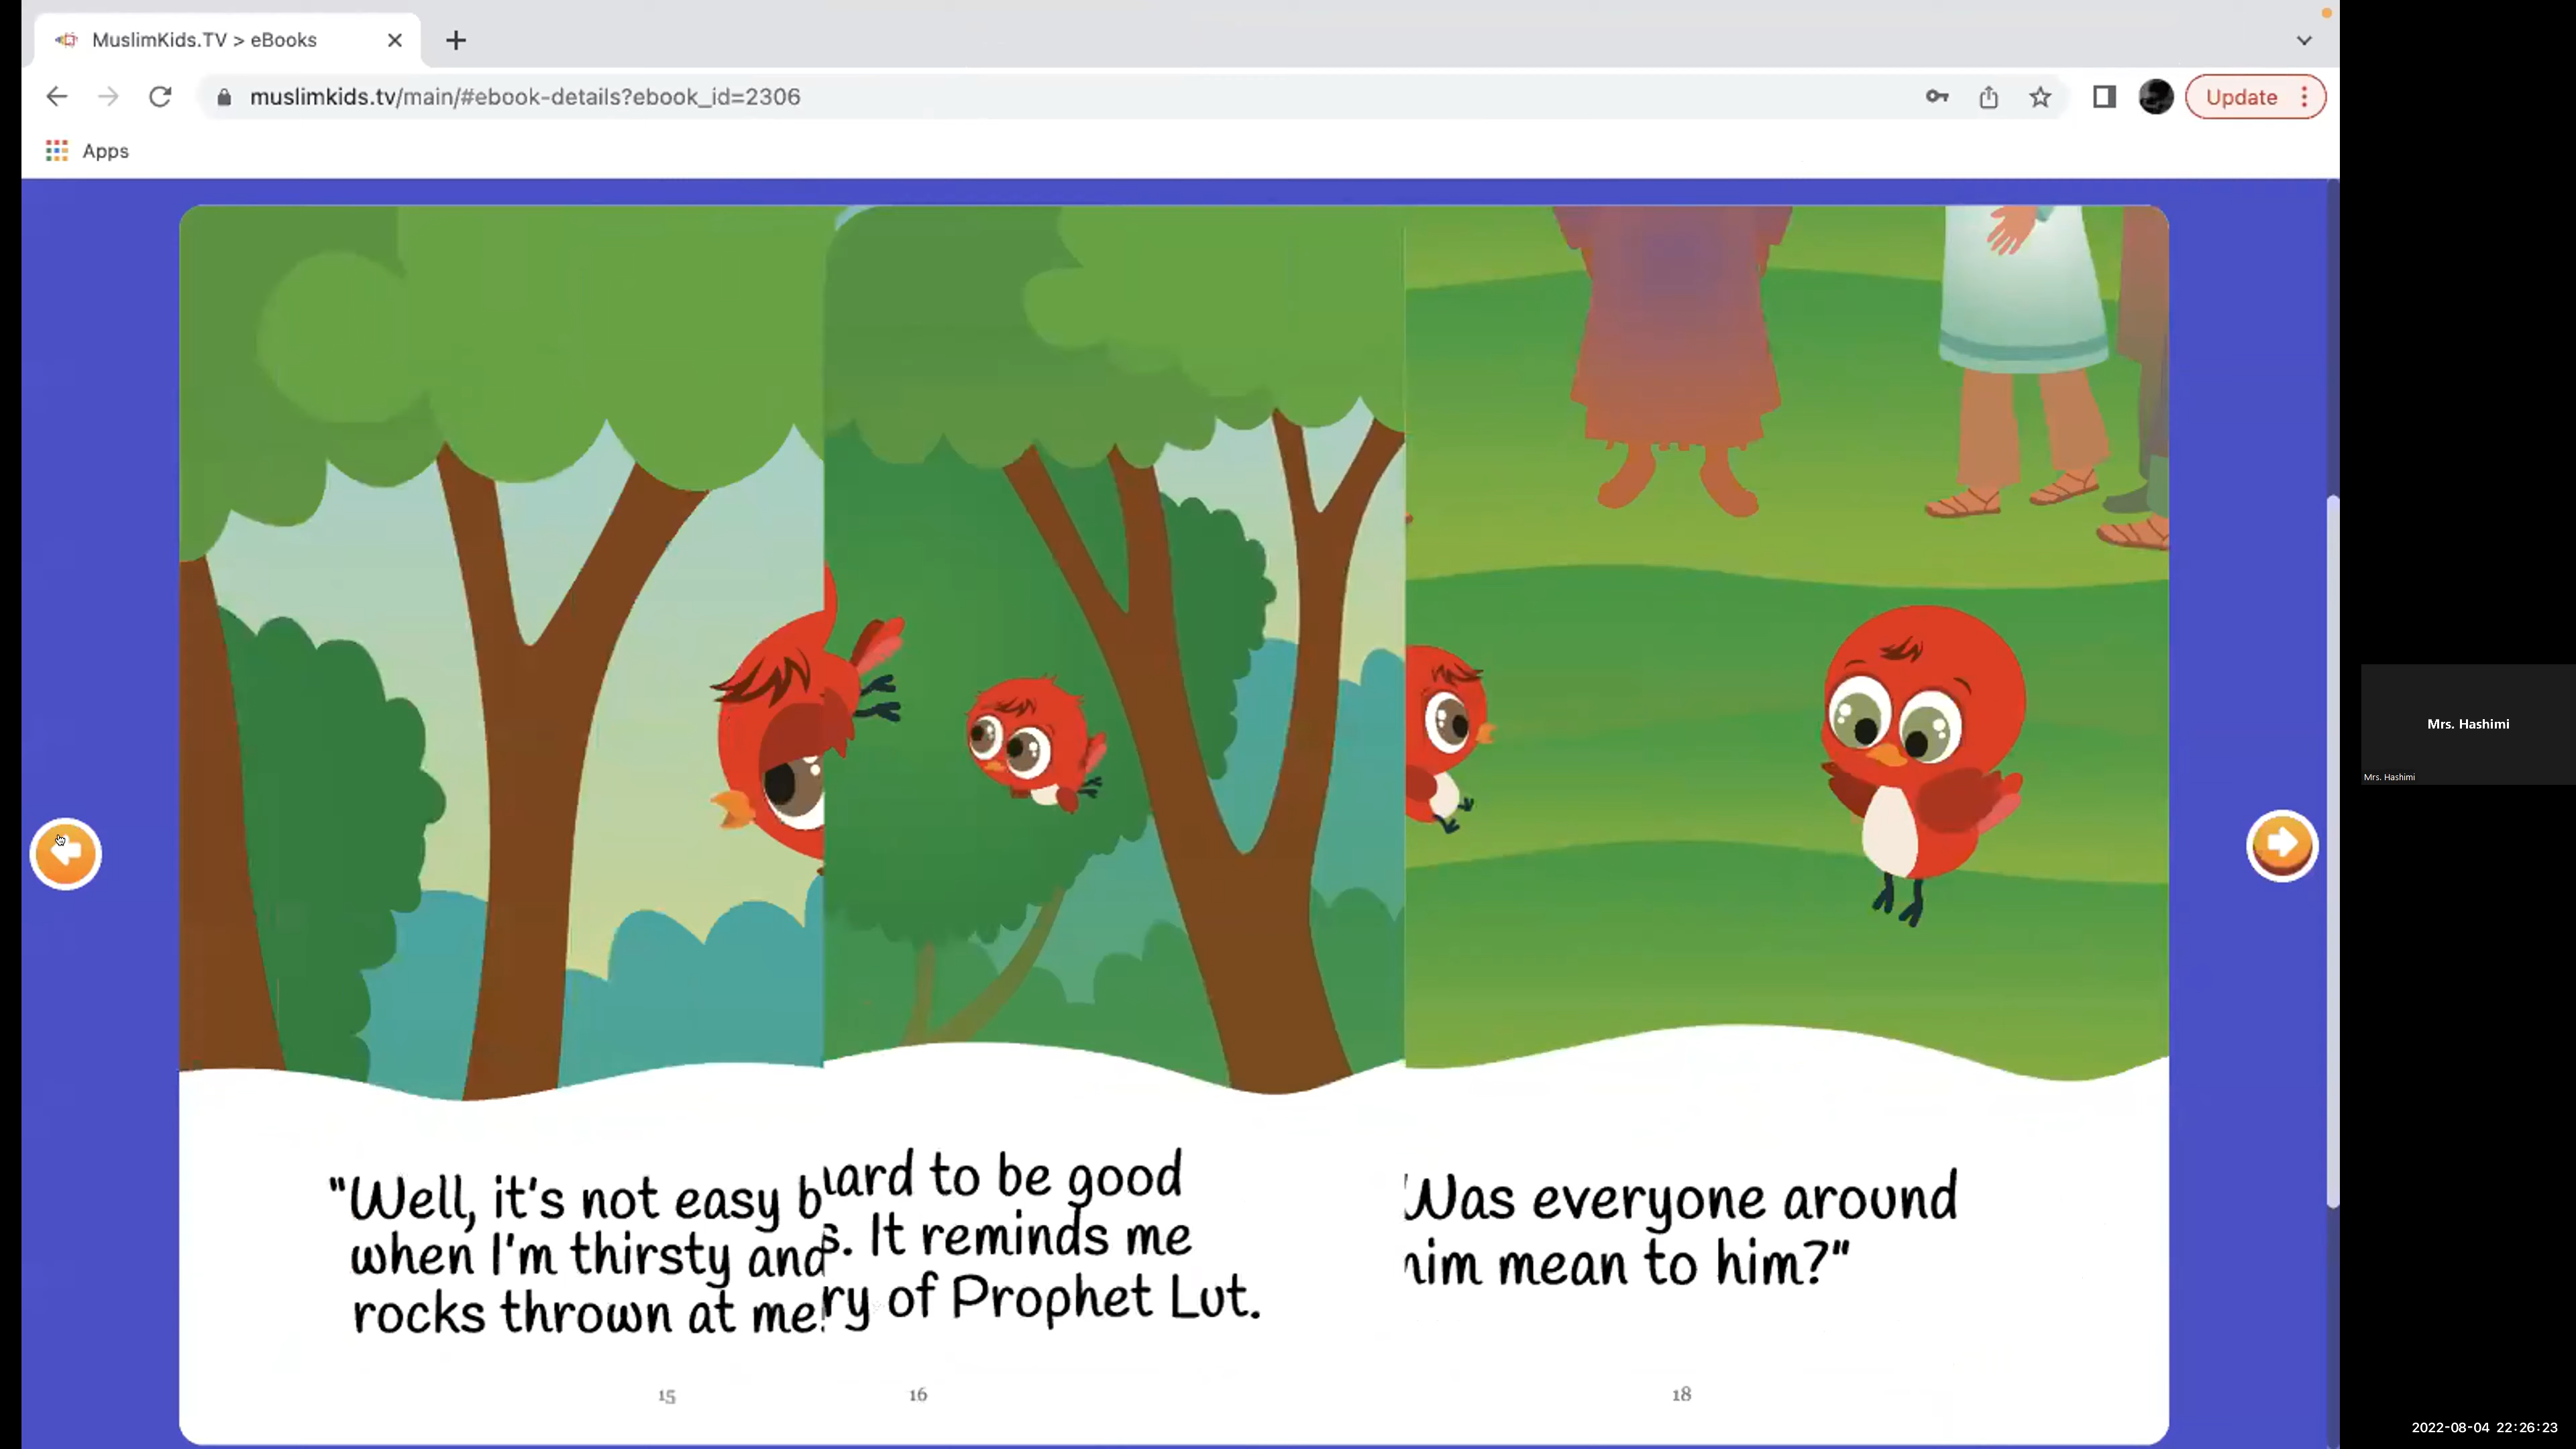 MuslimKids.TV > eBooks
muslimkids.tv/main/#ebook-details?ebook_id=2306
Update
Apps
"Well, it's not easy b
when I'm thirsty and
rocks thrown at me
15
ard to be good
s. It reminds me
ry of Prophet Lut.
16
Was everyone around
him mean to him?"
18
Mrs. Hashimi
Mrs. Hashimi
2022-08-04 22:26:23